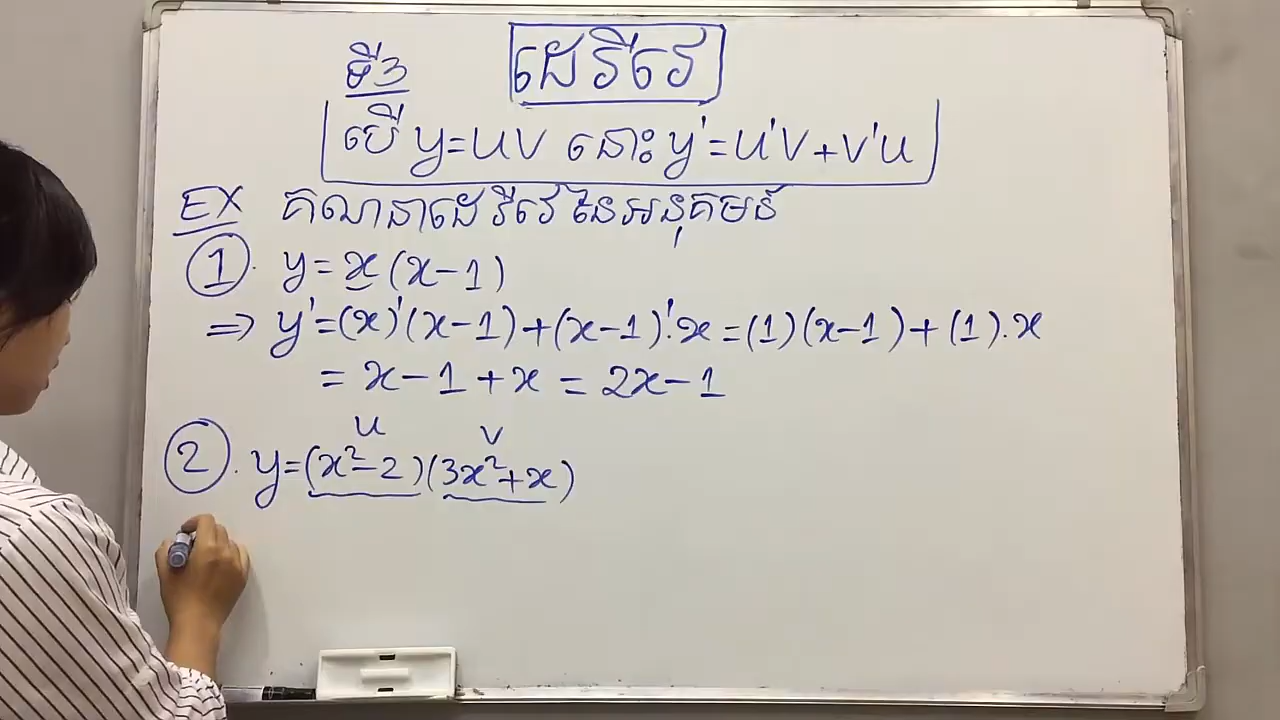 ដេរីវេ
ទី3
បើ y=uv នោះ y'=u'v+v'u
EX គណនាដេរីវេនៃអនុគមន៍
① . y = x (x-1)
=> y' = (x)'(x-1)+(x-1)'.x = (1)(x-1)+(1).x
= x-1+x = 2x-1
u v
② . y=(x²-2)(3x²+x)